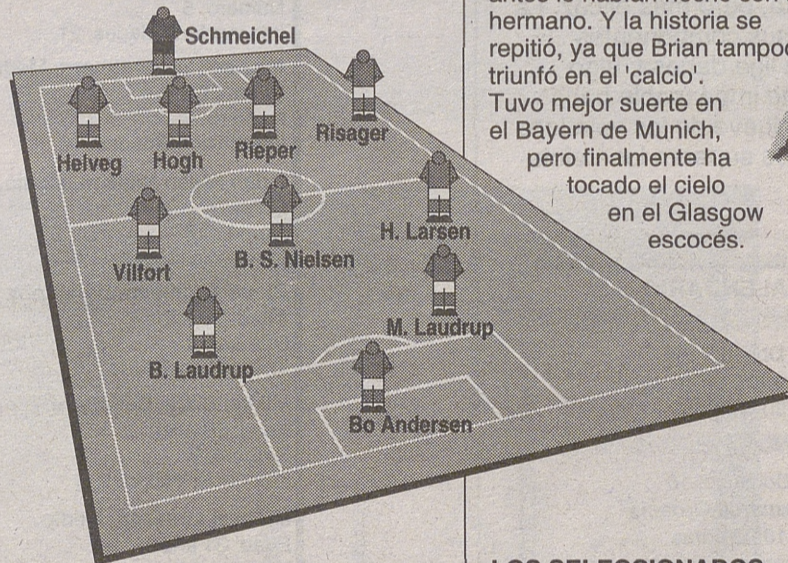 Schmeichel
Helveg
Hogh
Rieper
Risager
Vilfort
B. S. Nielsen
H. Larsen
B. Laudrup
M. Laudrup
Bo Andersen
hermano. Y la historia se
repitió, ya que Brian
triunfó en el 'calcio'.
Tuvo mejor suerte en
el Bayern de Munich,
pero finalmente ha
tocado el cielo
en el Glasgow
escocés.